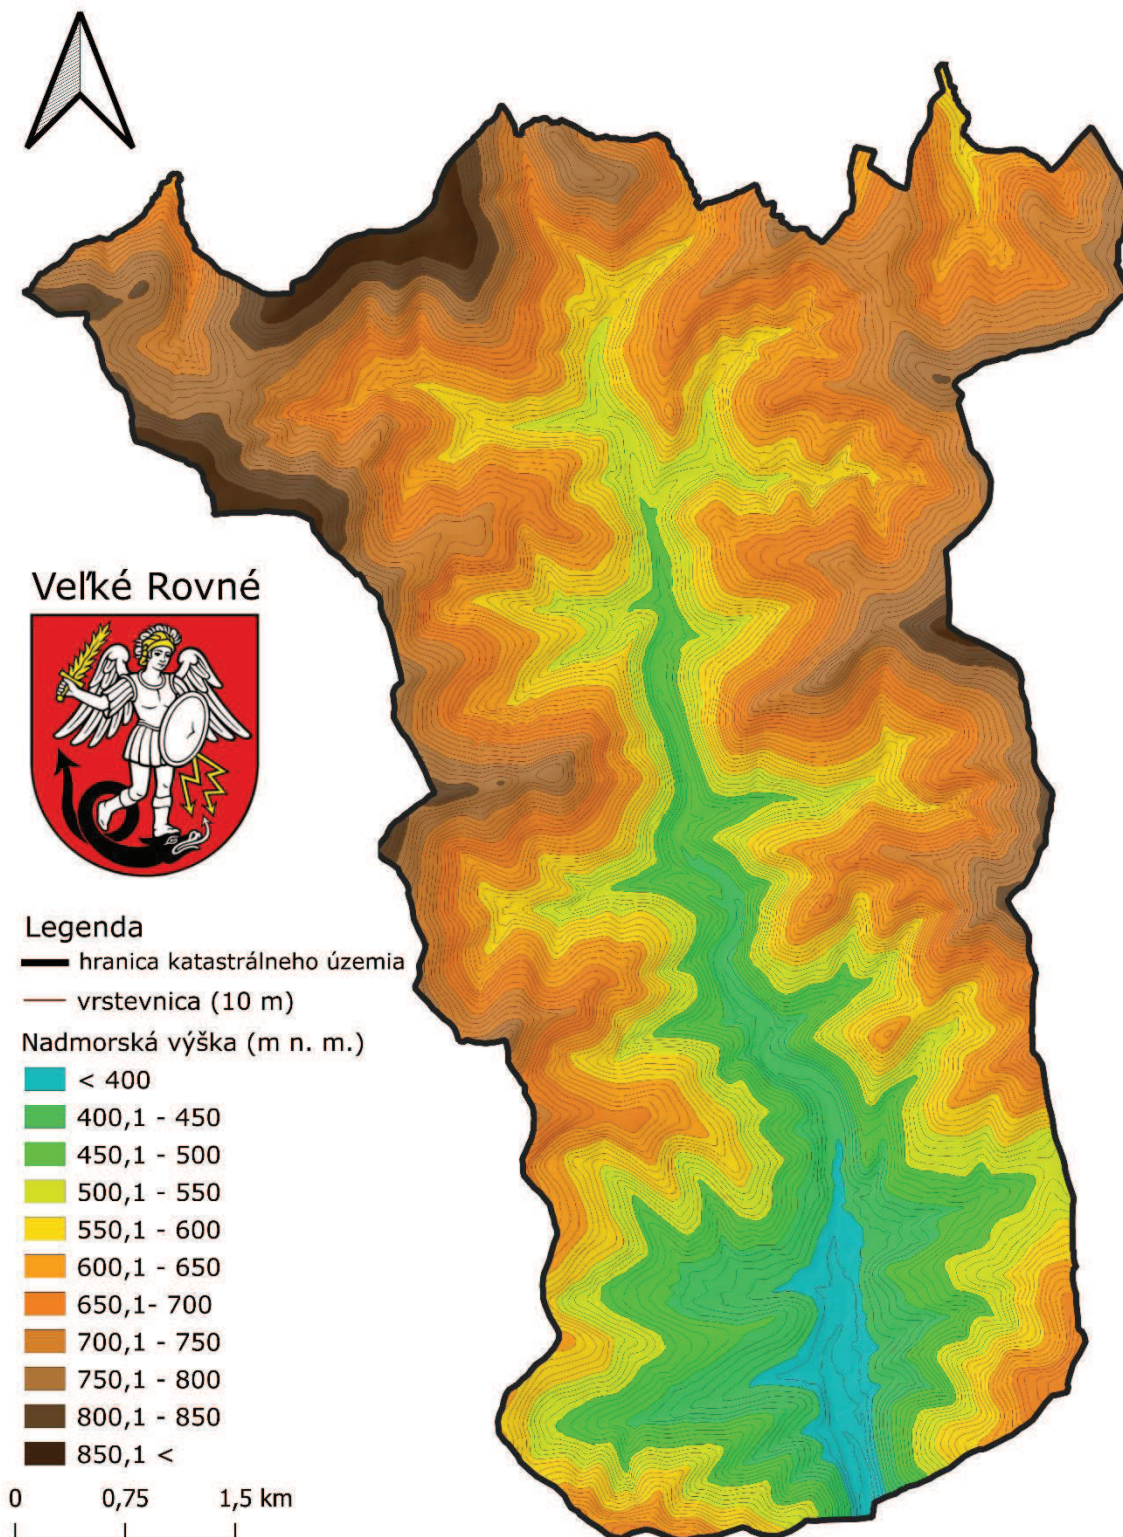 Veľké Rovné
Legenda
hranica katastrálneho územia
vrstevnica (10 m)
Nadmorská výška (m n. m.)
< 400
400,1 - 450
450,1 - 500
500,1 - 550
550,1 - 600
600,1 - 650
650,1- 700
700,1 - 750
750,1 - 800
800,1 - 850
850,1 <
0 0,75 1,5 km